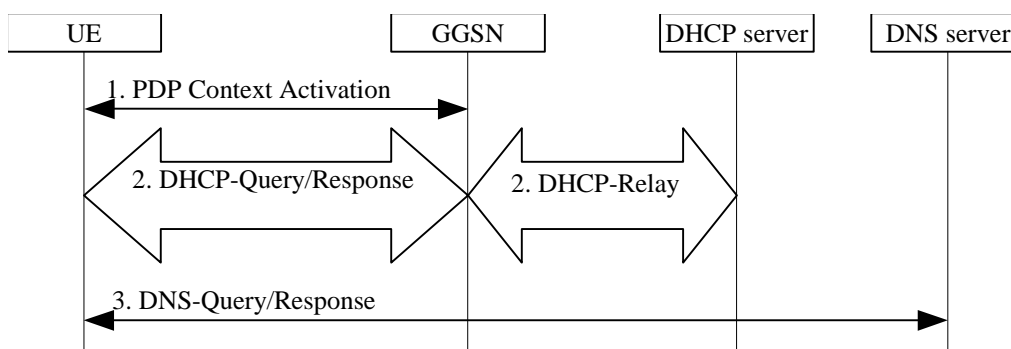 UE
GGSN
DHCP server
DNS server
1. PDP Context Activation
2. DHCP-Query/Response
2. DHCP-Relay
3. DNS-Query/Response